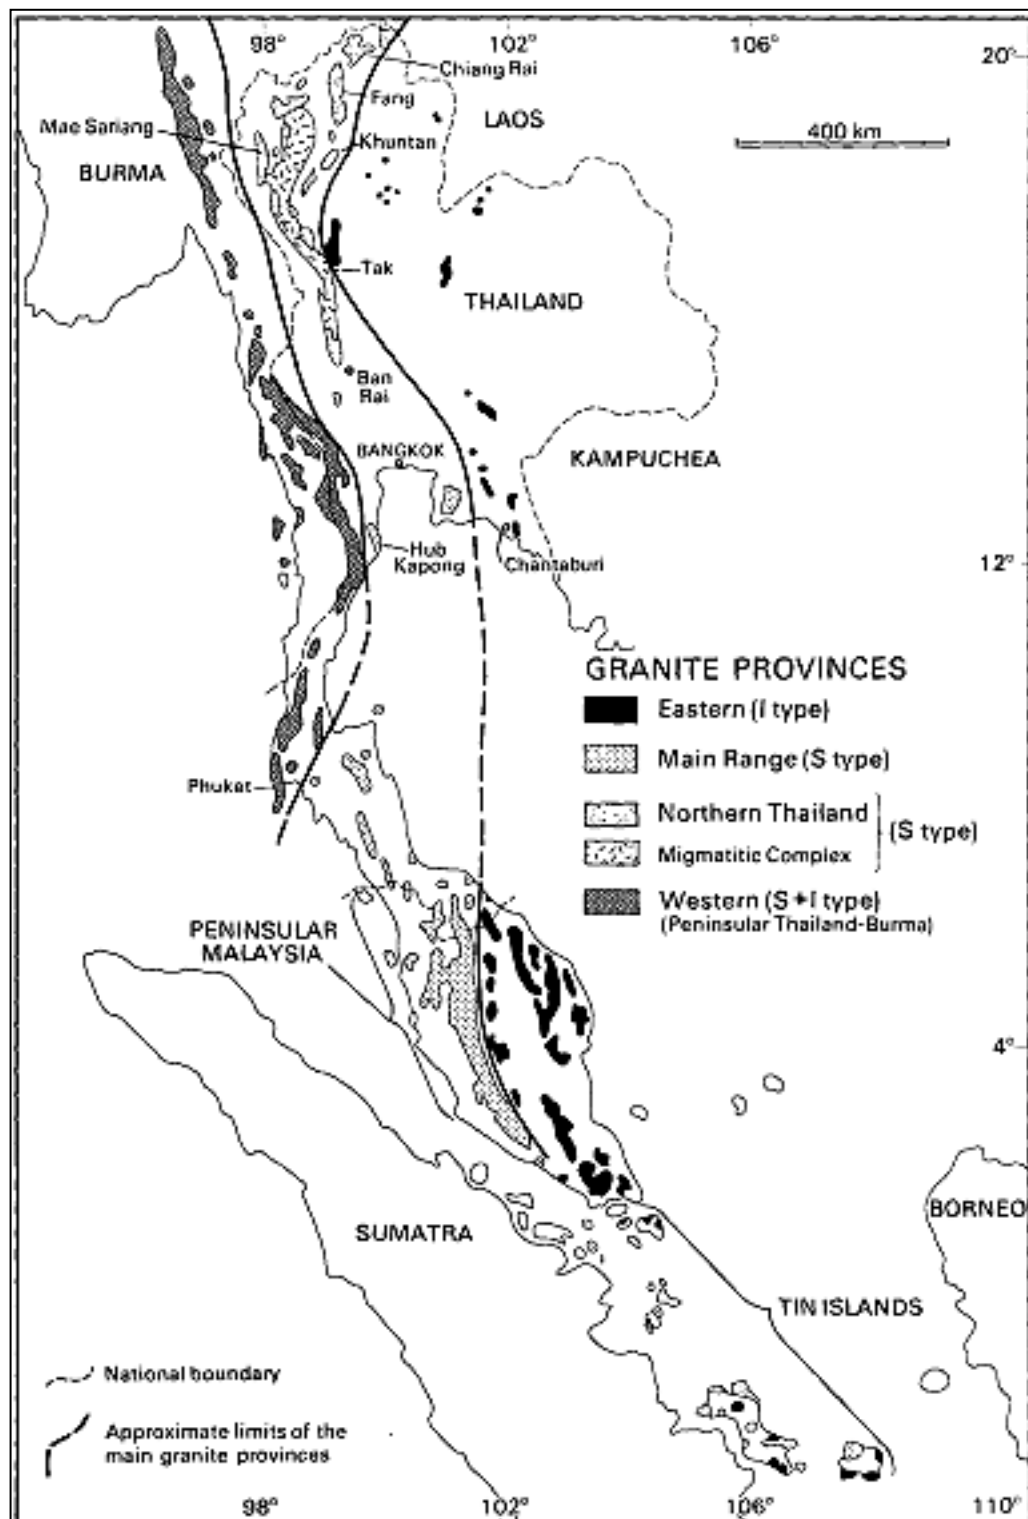 98°
102°
106°
20°
Chiang Rai
Fang
LAOS
400 km
Mae Sariang
Khuntan
BURMA
Tak
THAILAND
Ban
Rai
BANGKOK
KAMPUCHEA
Hub
Kapong
Chantaburi
12°
GRANITE PROVINCES
Eastern (I type)
Main Range (S type)
Northern Thailand
Migmatitic Complex
(S type)
Western (S+I type)
(Peninsular Thailand-Burma)
Phuket
PENINSULAR
MALAYSIA
4°
SUMATRA
BORNEO
TIN ISLANDS
National boundary
Approximate limits of the
main granite provinces
98°
102°
106°
110°